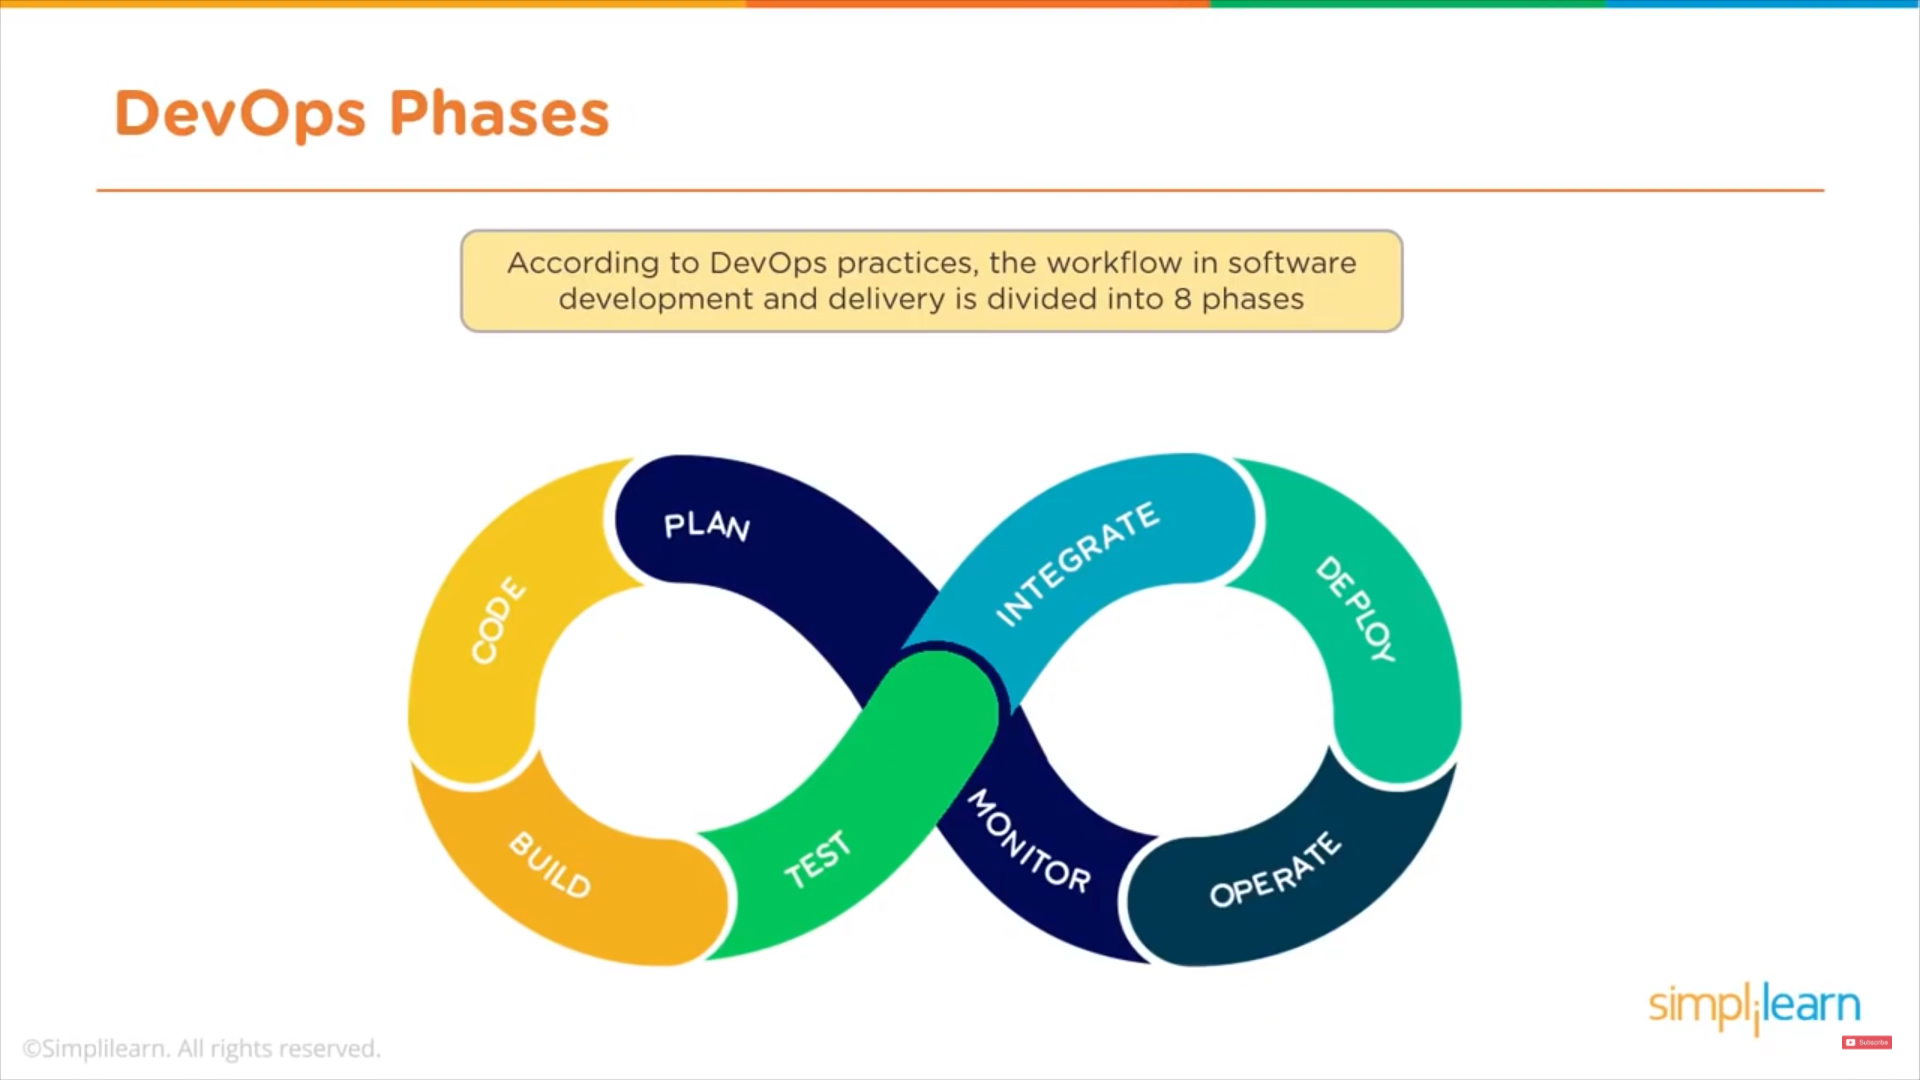 DevOps Phases
According to DevOps practices, the workflow in software
development and delivery is divided into 8 phases
PLAN
CODE
BUILD
TEST
INTEGRATE
DEPLOY
OPERATE
MONITOR
simplilearn
Subscribe
©Simplilearn. All rights reserved.